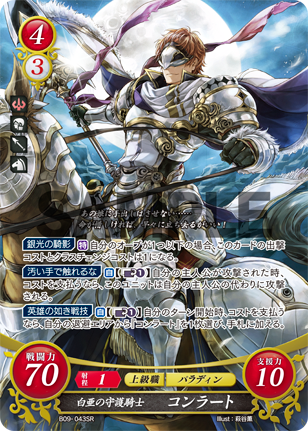 4
3
SAMPLE
銀光の騎影 特 自分のオーブが1つ以下の場合、このカードの出撃
コストとクラスチェンジコストは1になる。
汚い手で触れるな 自 1 自分の主人公が攻撃された時、
コストを支払うなら、このユニットは自分の主人公の代わりに攻撃
される。
英雄の如き戦技 自 1 自分のターン開始時、コストを支払うなら、
自分の退避エリアから「コンラート」を1枚選び、手札に加える。
戦闘力
70
射程 1 上級職 パラディン
支援力
10
白亜の守護騎士 コンラート
B09-043SR
Illust：萩谷薫